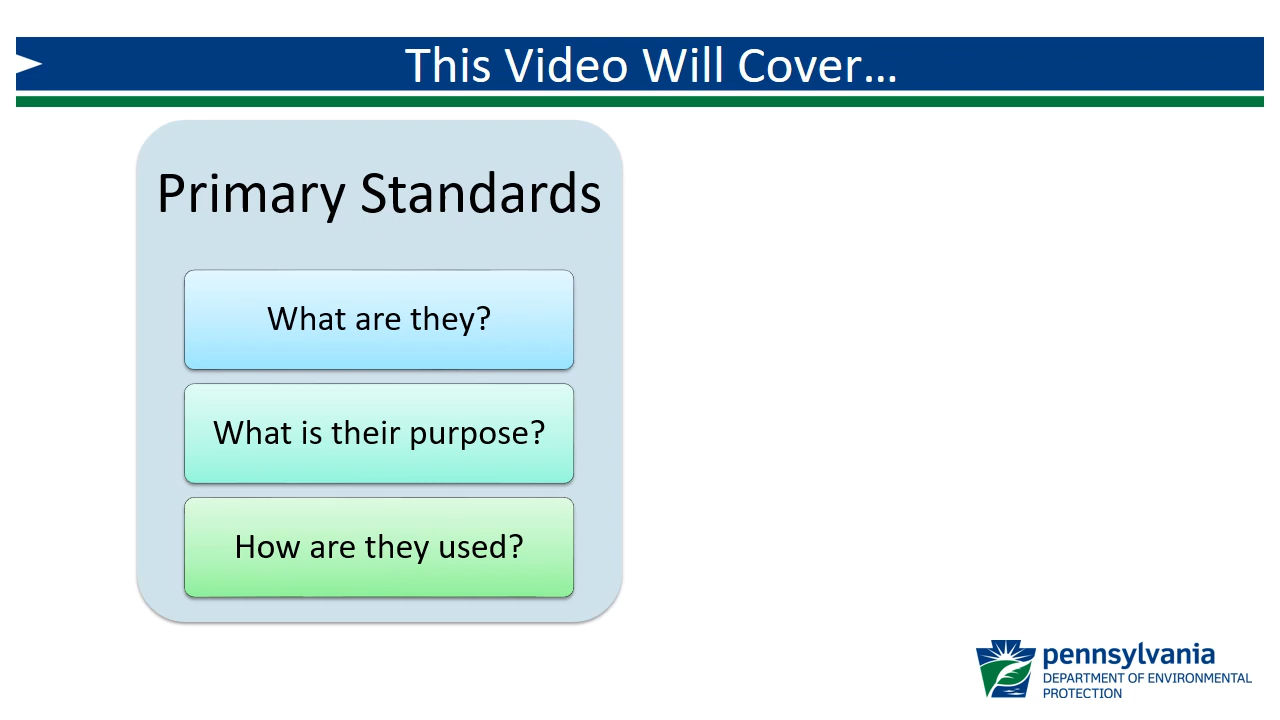 This Video Will Cover...
Primary Standards
What are they?
What is their purpose?
How are they used?
pennsylvania
DEPARTMENT OF ENVIRONMENTAL
PROTECTION